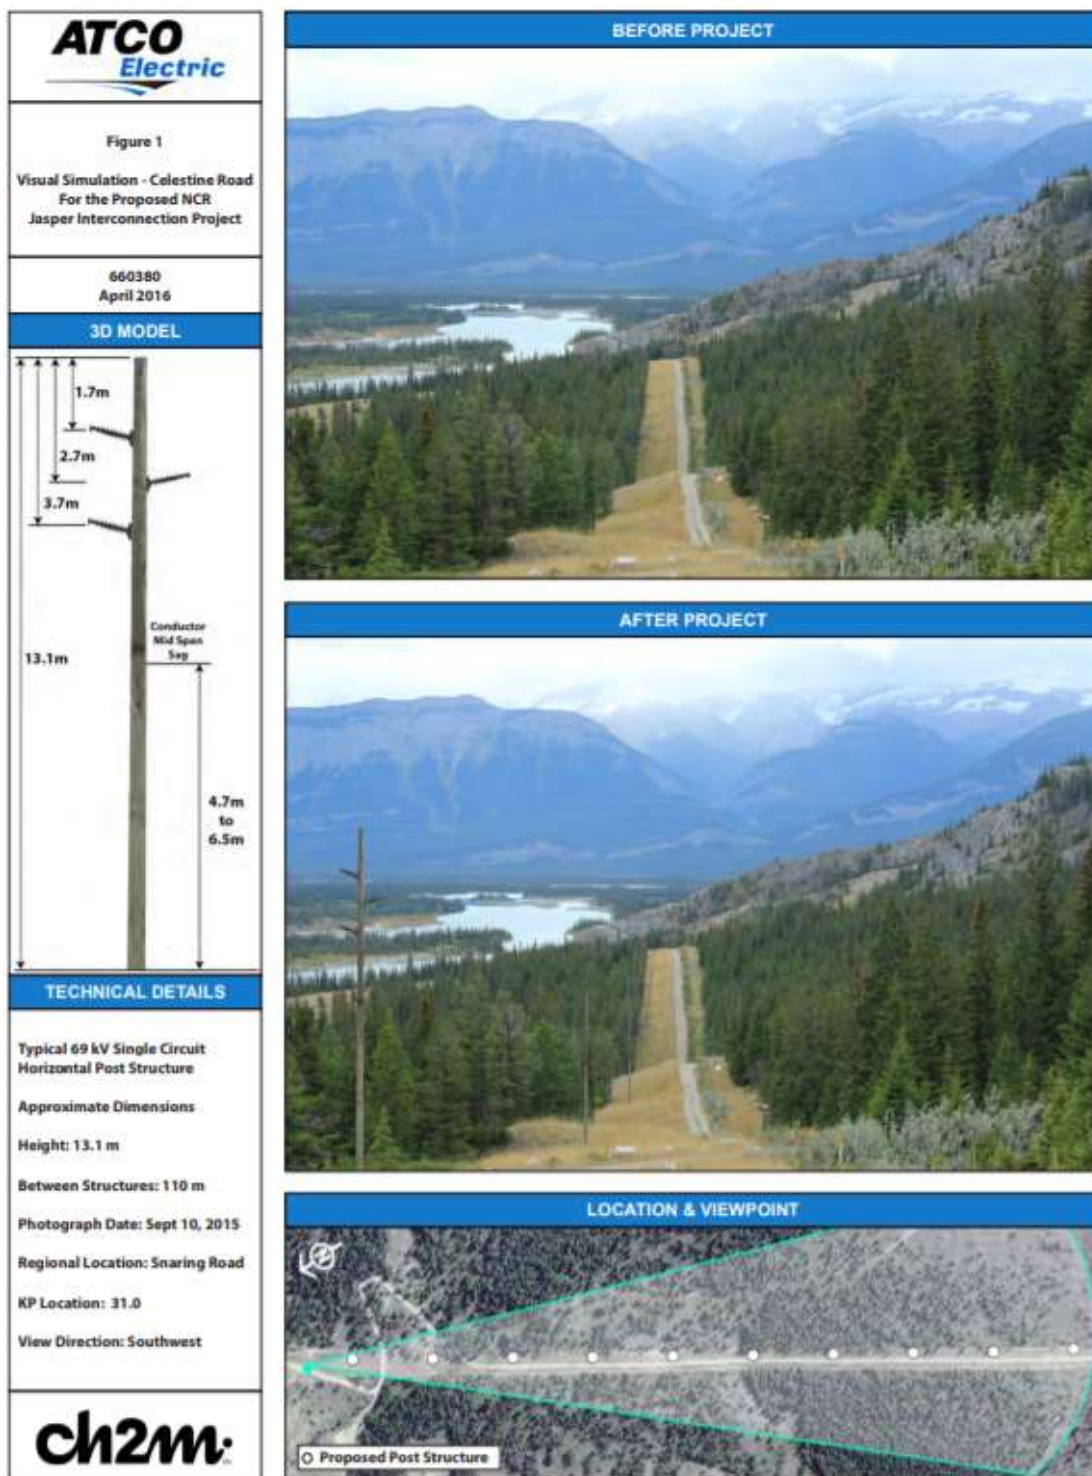 ATCO
Electric
Figure 1
Visual Simulation - Celestine Road
For the Proposed NCR
Jasper Interconnection Project
660380
April 2016
3D MODEL
1.7m
2.7m
3.7m
13.1m
Conductor
Mid Span
Sag
4.7m
to
6.5m
TECHNICAL DETAILS
Typical 69 kV Single Circuit
Horizontal Post Structure
Approximate Dimensions
Height: 13.1 m
Between Structures: 110 m
Photograph Date: Sept 10, 2015
Regional Location: Snaring Road
KP Location: 31.0
View Direction: Southwest
ch2m:
BEFORE PROJECT
AFTER PROJECT
LOCATION & VIEWPOINT
Proposed Post Structure